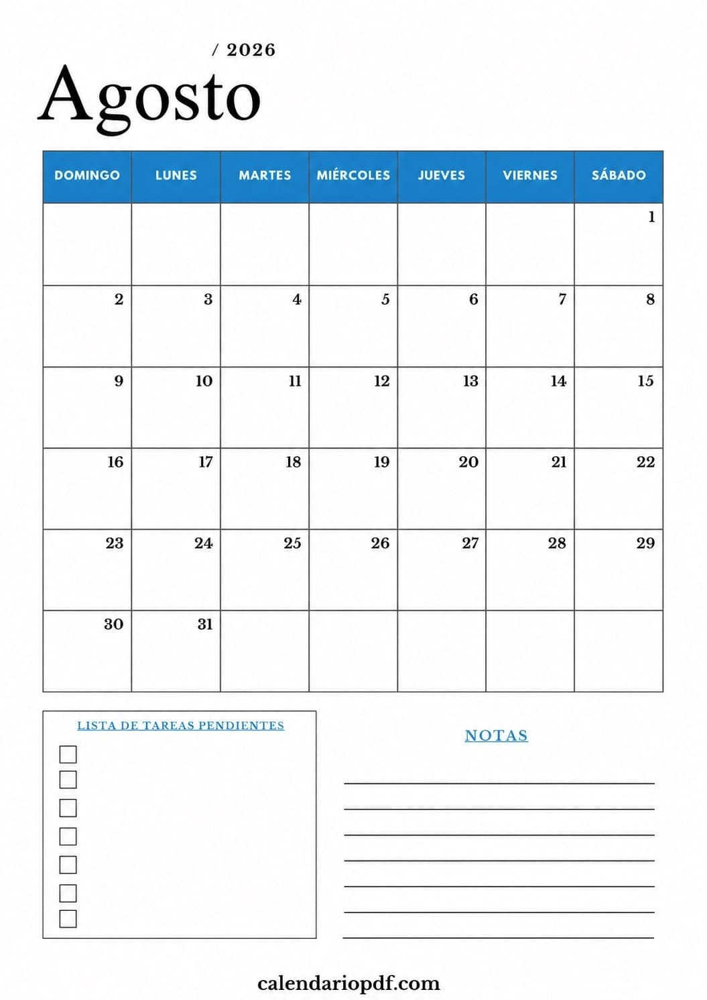 / 2026
Agosto
DOMINGO LUNES MARTES MIÉRCOLES JUEVES VIERNES SÁBADO
1
2 3 4 5 6 7 8
9 10 11 12 13 14 15
16 17 18 19 20 21 22
23 24 25 26 27 28 29
30 31
LISTA DE TAREAS PENDIENTES
NOTAS
calendariopdf.com